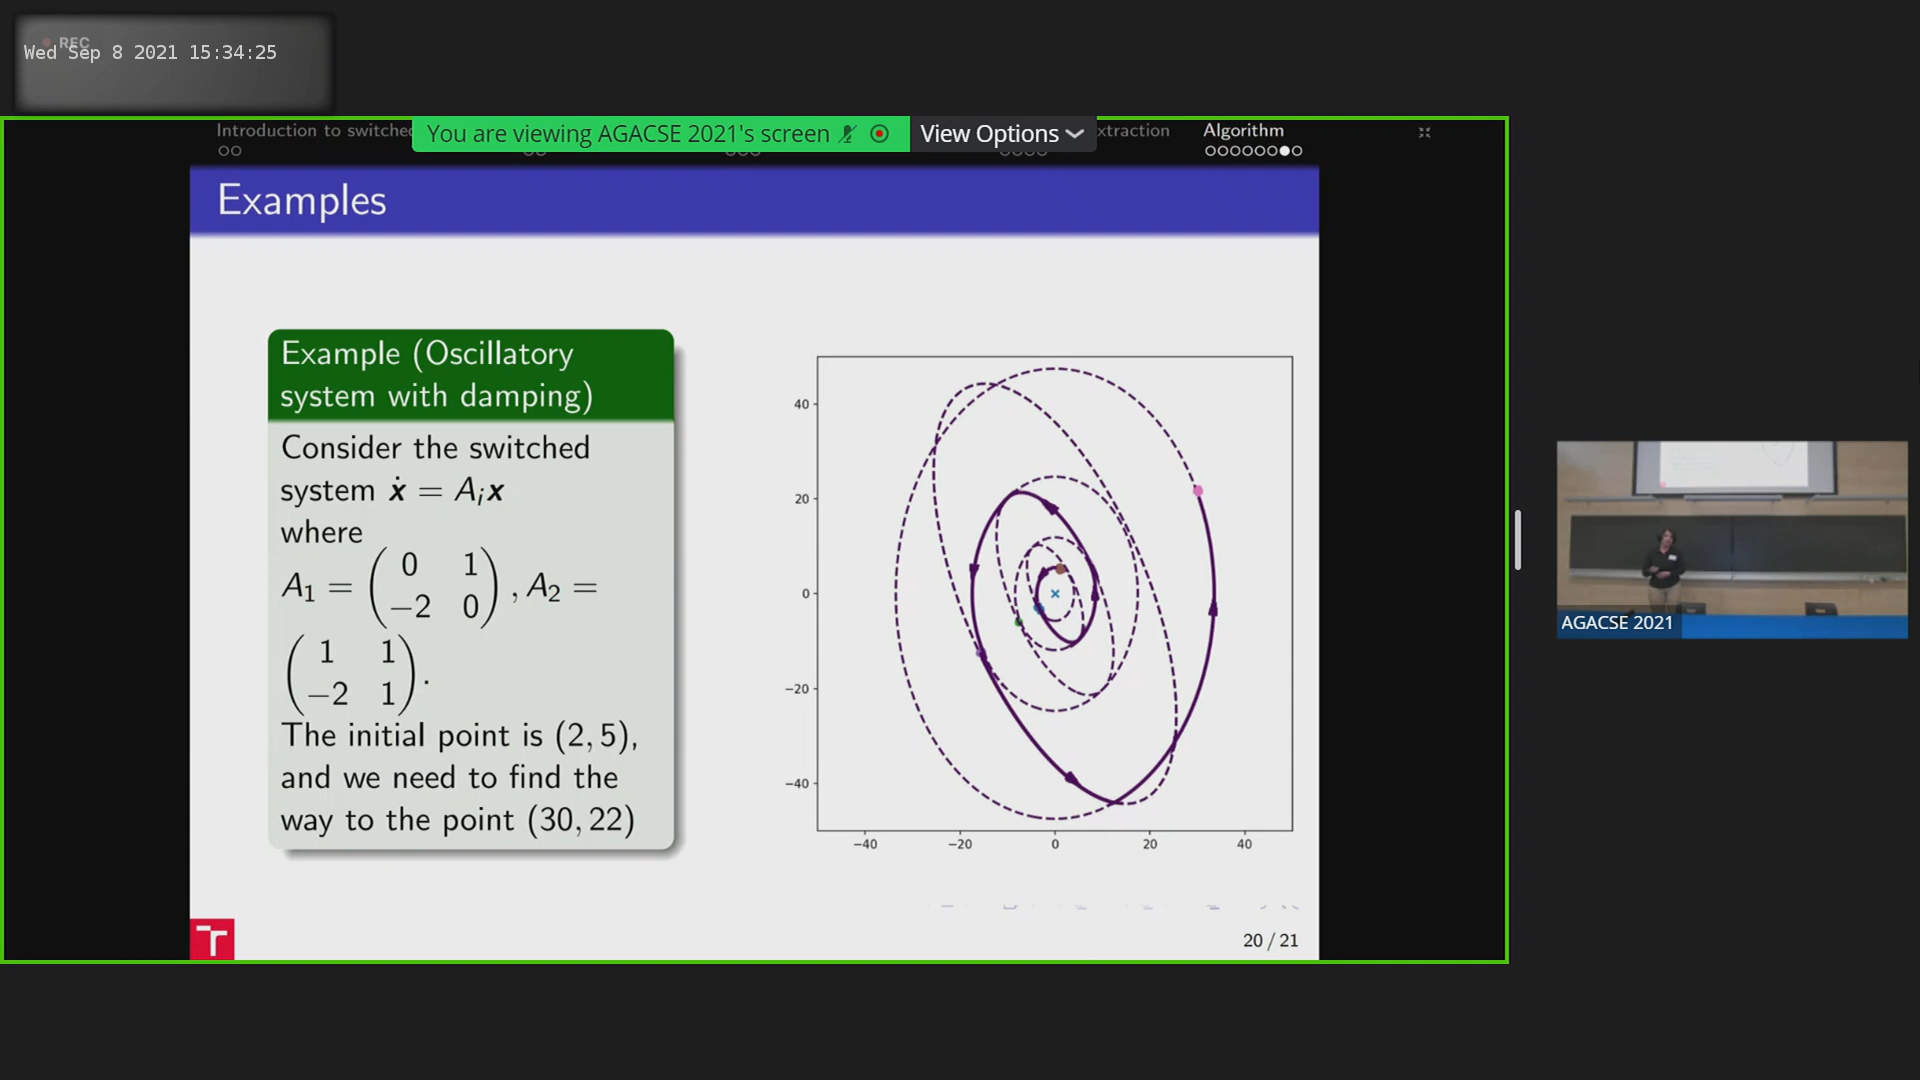 REC
Wed Sep 8 2021 15:34:25
Introduction to switched
You are viewing AGACSE 2021's screen
View Options
xtraction
Algorithm
Examples
Example (Oscillatory
system with damping)
Consider the switched
system ẋ = Aᵢx
where
A₁ = ( 0 1
−2 0 ) , A₂ =
( 1 1
−2 1 ) .
The initial point is (2, 5),
and we need to find the
way to the point (30, 22)
40
20
0
−20
−40
−40 −20 0 20 40
20 / 21
AGACSE 2021